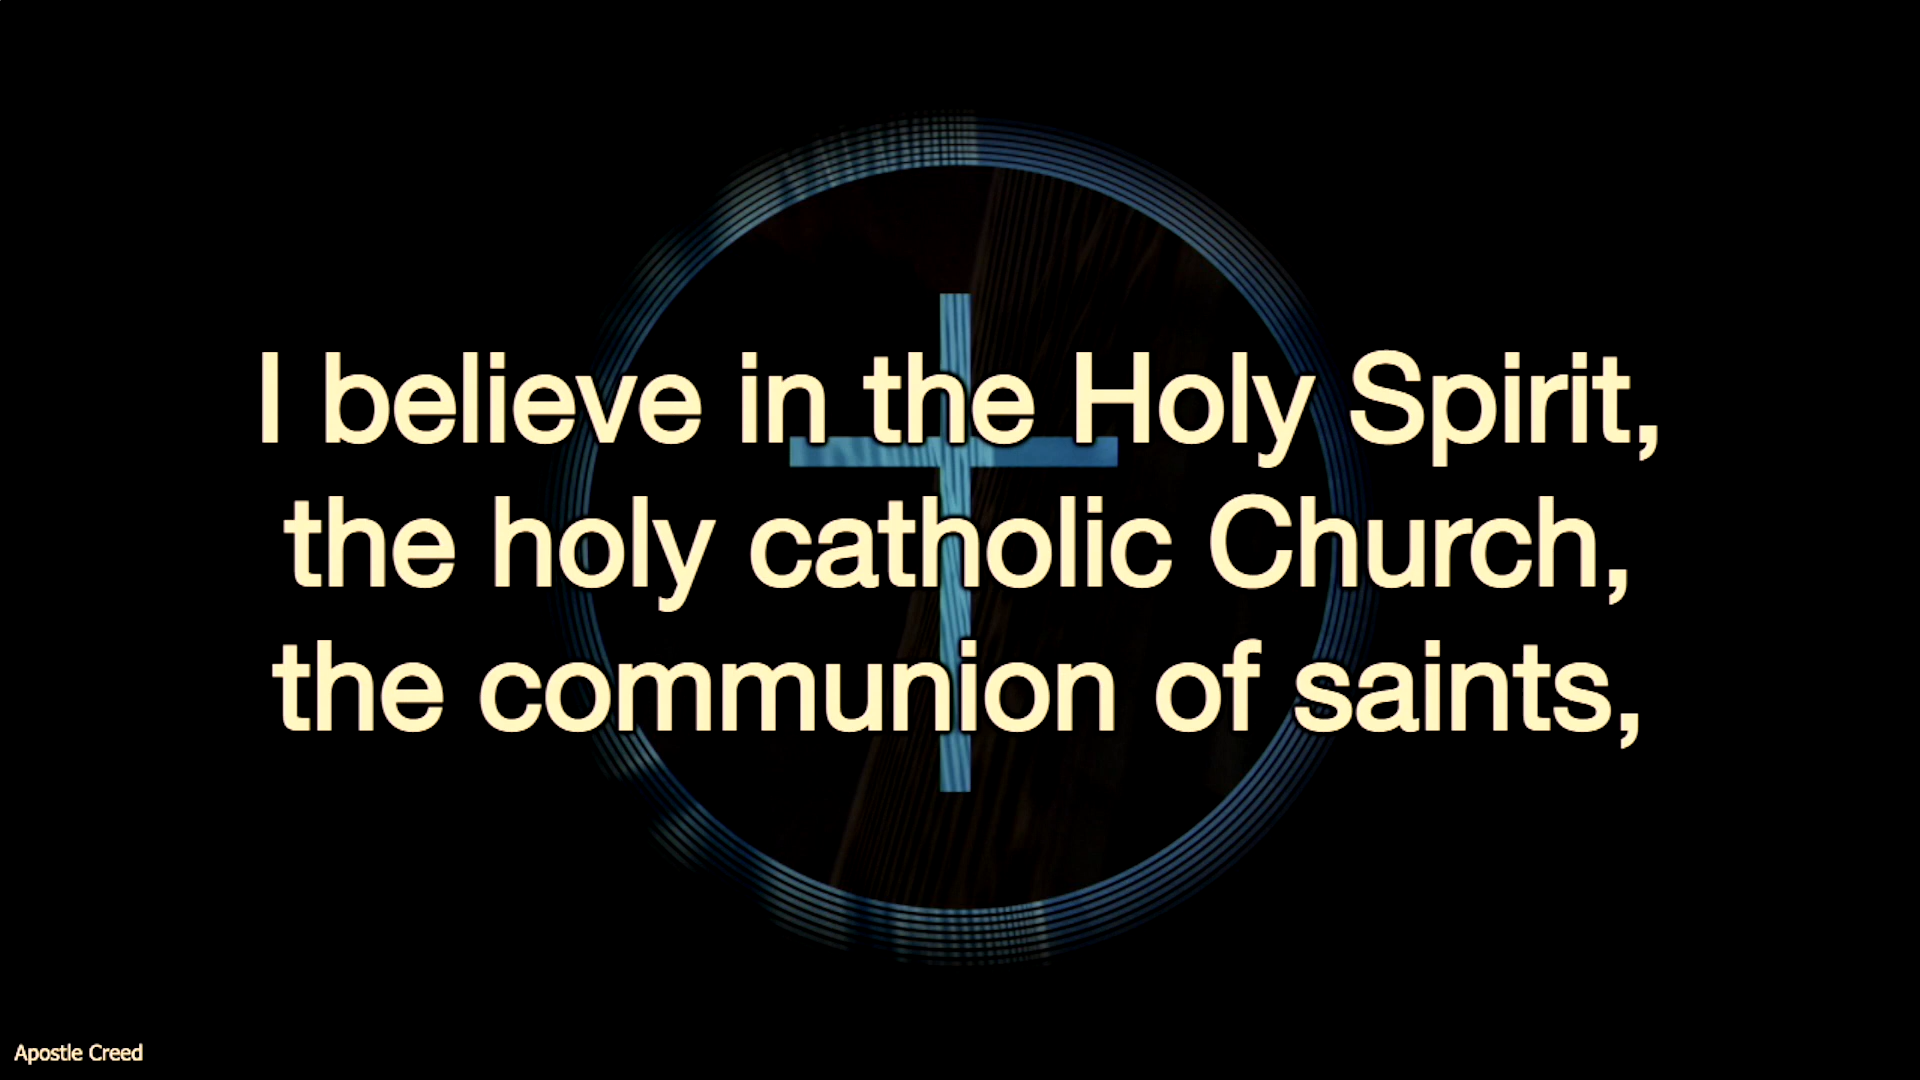 I believe in the Holy Spirit,
the holy catholic Church,
the communion of saints,
Apostle Creed